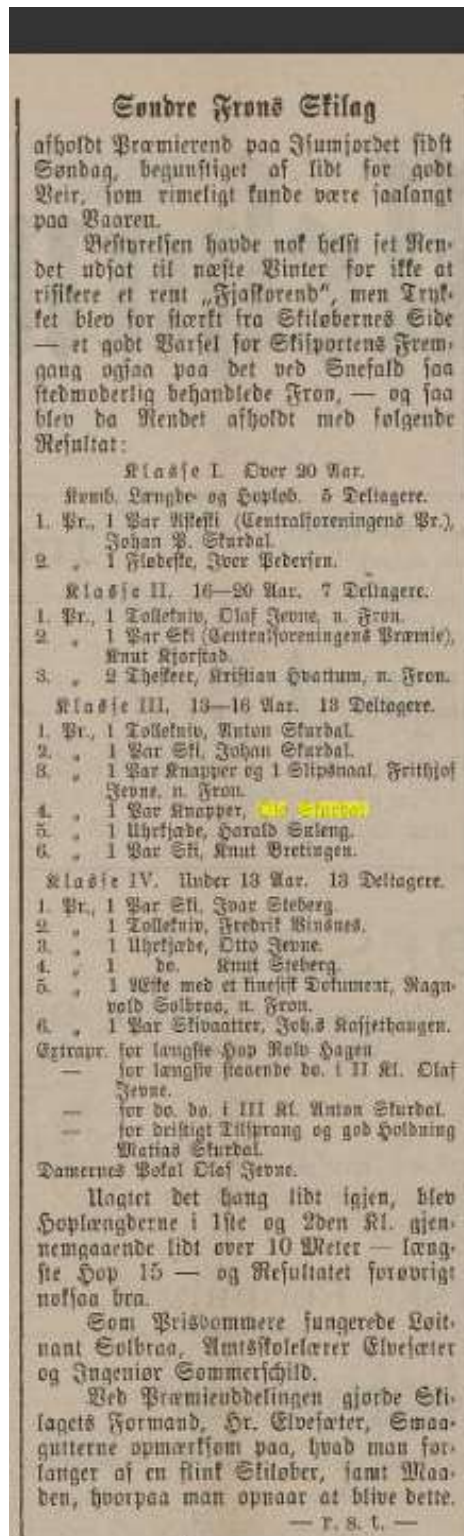 Søndre Frons Skilag
afholdt Præmierend paa Isumjordet sidst
Søndag, begunstiget af lidt for godt
Veir, som rimeligt kunde være saalangt
paa Vaaren.
Bestyrelsen havde nok helst set Ren-
det udsat til næste Vinter for ikke at
risikere et rent „Fjaskorend“, men Tryk-
ket blev for stærkt fra Skiløbernes Side
— et godt Varsel for Skisportens Frem-
gang ogsaa paa det ved Snefald saa
stedmoderlig behandlede Fron, — og saa
blev da Rendet afholdt med følgende
Resultat:
Klasse I. Over 20 Aar.
Komb. Længde- og Hopløb. 5 Deltagere.
1. Pr., 1 Par Askeski (Centralforeningens Pr.),
Johan P. Skurdal.
2. „ 1 Flødeske, Iver Pedersen.
Klasse II. 16—20 Aar. 7 Deltagere.
1. Pr., 1 Tollekniv, Olaf Jevne, n. Fron.
2. „ 1 Par Ski (Centralforeningens Præmie),
Knut Kjorstad.
3. „ 2 Theskeer, Kristian Hvattum, n. Fron.
Klasse III, 13—16 Aar. 13 Deltagere.
1. Pr., 1 Tollekniv, Anton Skurdal.
2. „ 1 Par Ski, Johan Skurdal.
3. „ 1 Par Knapper og 1 Slipsnaal, Frithjof
Jevne, n. Fron.
4. „ 1 Par Knapper, Ola Skurdal
5. „ 1 Uhrkjæde, Harald Suleng.
6. „ 1 Par Ski, Knut Bretingen.
Klasse IV. Under 13 Aar. 13 Deltagere.
1. Pr., 1 Par Ski, Ivar Steberg.
2. „ 1 Tollekniv, Fredrik Vinsnes.
3. „ 1 Uhrkjæde, Otto Jevne.
4. „ 1 do. Knut Steberg.
5. „ 1 Æske med et kinesisk Dokument, Ragn-
vald Solbraa, n. Fron.
6. „ 1 Par Skivaatter, Joh.s Kasjethaugen.
Extrapr. for længste Hop Rolv Hagen
— for længste staaende do. i II Kl. Olaf
Jevne.
— for do. do. i III Kl. Anton Skurdal.
— for dristigt Tilsprang og god Holdning
Matias Skurdal.
Damernes Pokal Olaf Jevne.
Uagtet det hang lidt igjen, blev
Hoplængderne i 1ste og 2den Kl. gjen-
nemgaaende lidt over 10 Meter — læng-
ste Hop 15 — og Resultatet forøvrigt
noksaa bra.
Som Prisdommere fungerede Løit-
nant Solbraa, Amtsskolelærer Elvesæter
og Ingeniør Sommerschild.
Ved Præmieuddelingen gjorde Ski-
lagets Formand, Hr. Elvesæter, Smaa-
gutterne opmærksom paa, hvad man for-
langer af en flink Skiløber, samt Maa-
den, hvorpaa man opnaar at blive dette.
— r. s. t. —